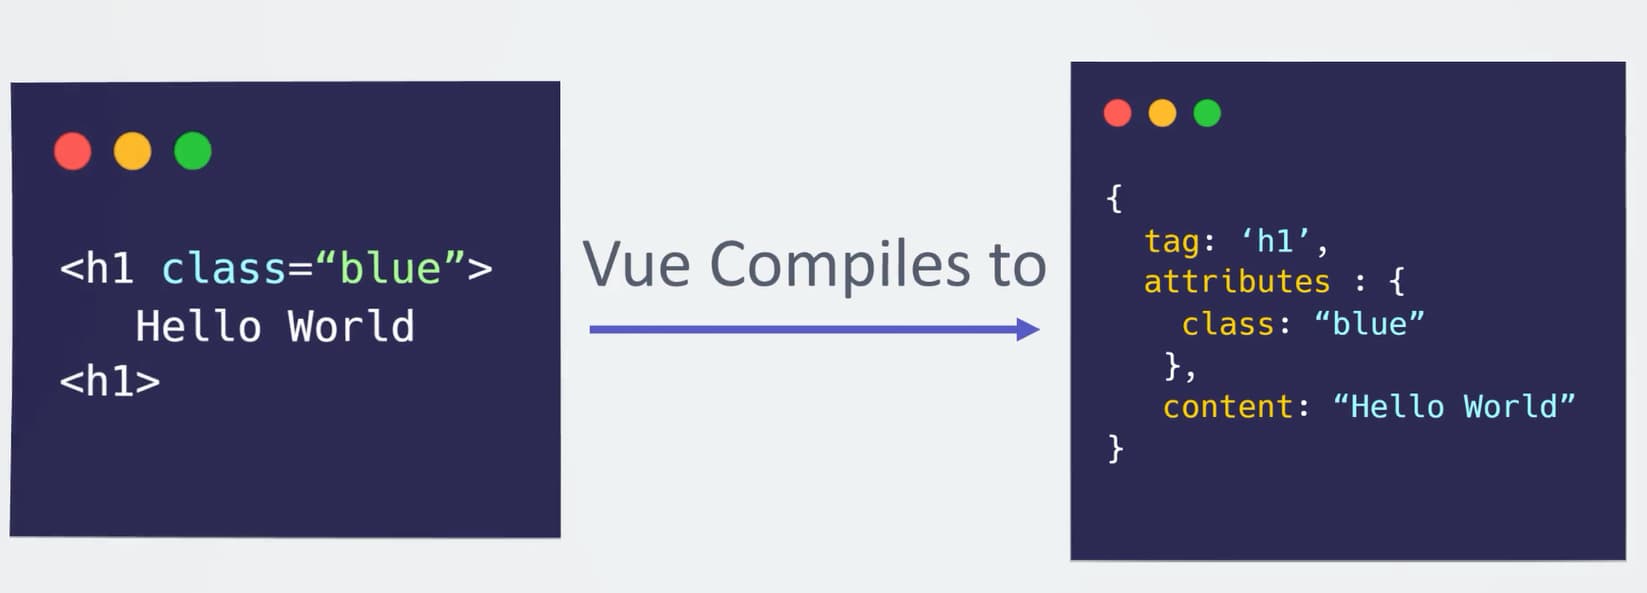 <h1 class=“blue”>
Hello World
<h1>
Vue Compiles to
{
tag: ‘h1’,
attributes : {
class: “blue”
},
content: “Hello World”
}